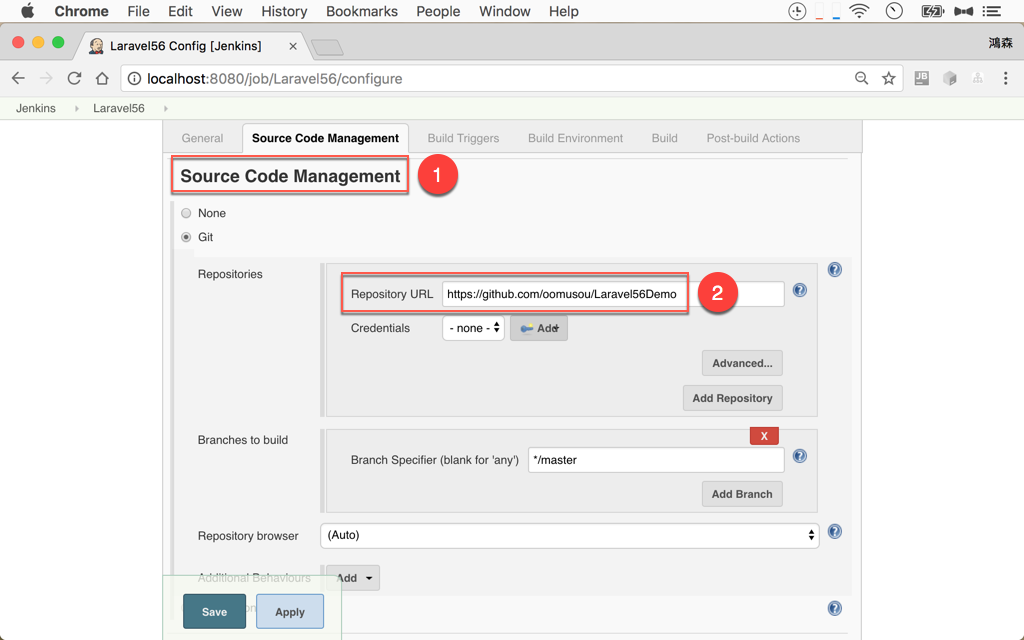 Chrome File Edit View History Bookmarks People Window Help
Laravel56 Config [Jenkins]
鴻森
localhost:8080/job/Laravel56/configure
JB
Jenkins Laravel56
General Source Code Management Build Triggers Build Environment Build Post-build Actions
Source Code Management 1
None
Git
Repositories
Repository URL https://github.com/oomusou/Laravel56Demo 2
Credentials - none - Add
Advanced...
Add Repository
Branches to build
X
Branch Specifier (blank for 'any') */master
Add Branch
Repository browser (Auto)
Additional Behaviours Add
Save Apply